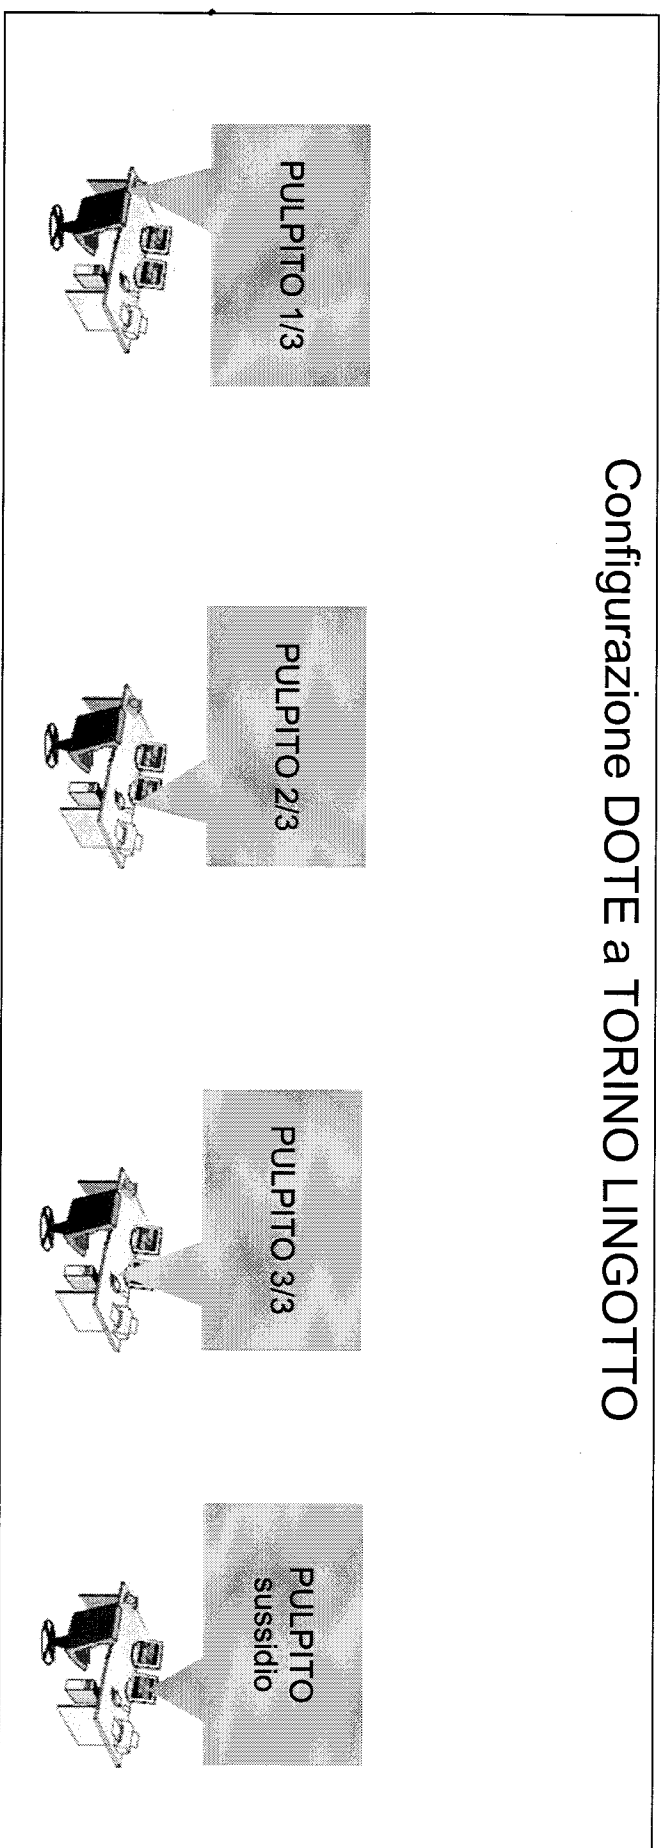 Configurazione DOTE a TORINO LINGOTTO
PULPITO 1/3
PULPITO 2/3
PULPITO 3/3
PULPITO
sussidio